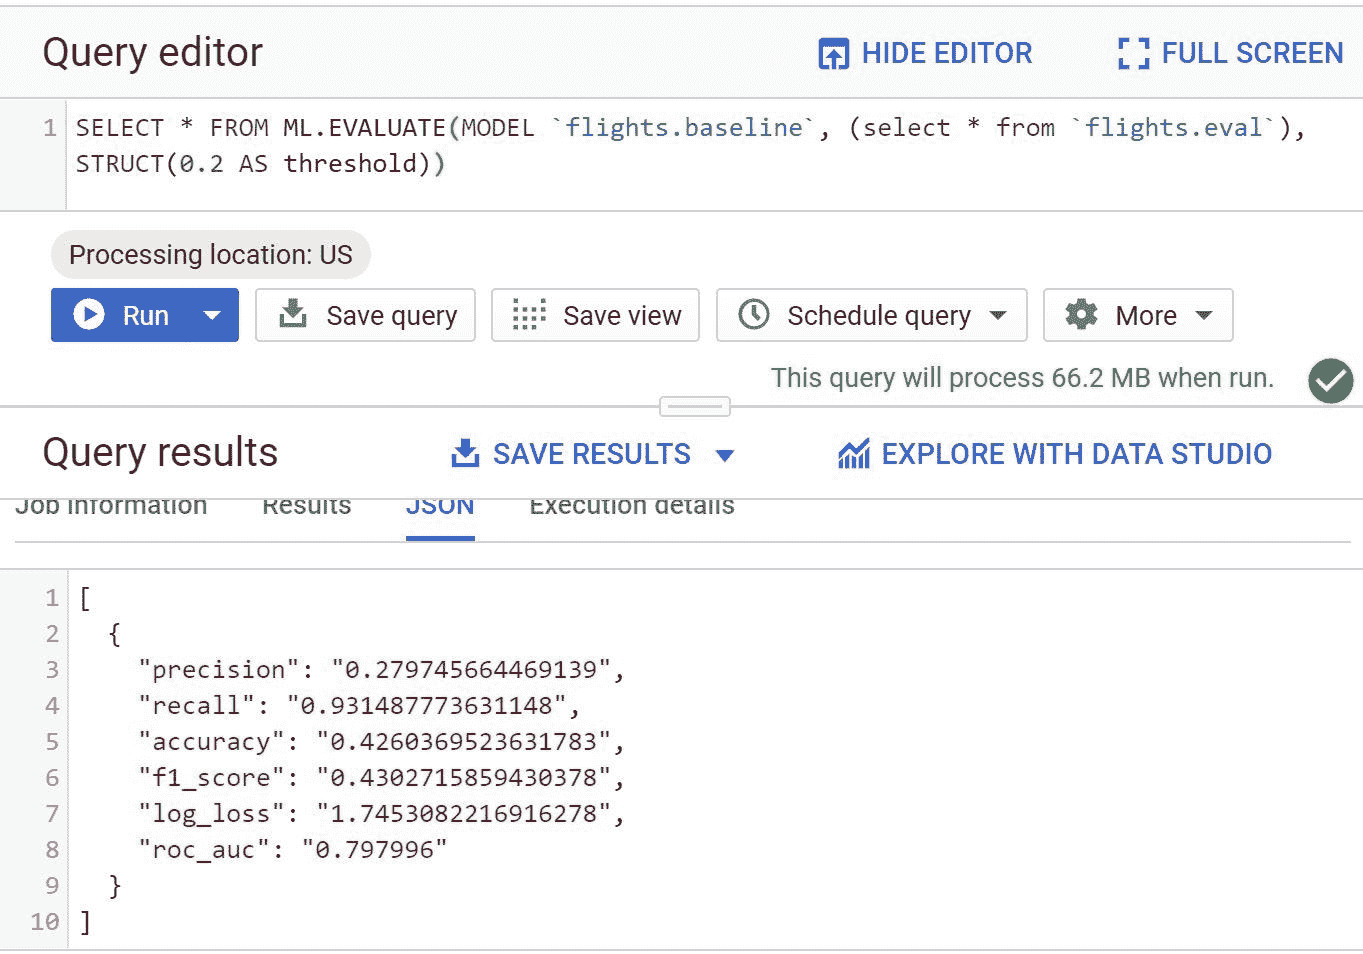 Query editor
HIDE EDITOR
FULL SCREEN
1 SELECT * FROM ML.EVALUATE(MODEL `flights.baseline`, (select * from `flights.eval`),
STRUCT(0.2 AS threshold))
Processing location: US
Run
Save query
Save view
Schedule query
More
This query will process 66.2 MB when run.
Query results
SAVE RESULTS
EXPLORE WITH DATA STUDIO
Job information
Results
JSON
Execution details
1 [
2 {
3 "precision": "0.279745664469139",
4 "recall": "0.931487773631148",
5 "accuracy": "0.4260369523631783",
6 "f1_score": "0.4302715859430378",
7 "log_loss": "1.7453082216916278",
8 "roc_auc": "0.797996"
9 }
10 ]